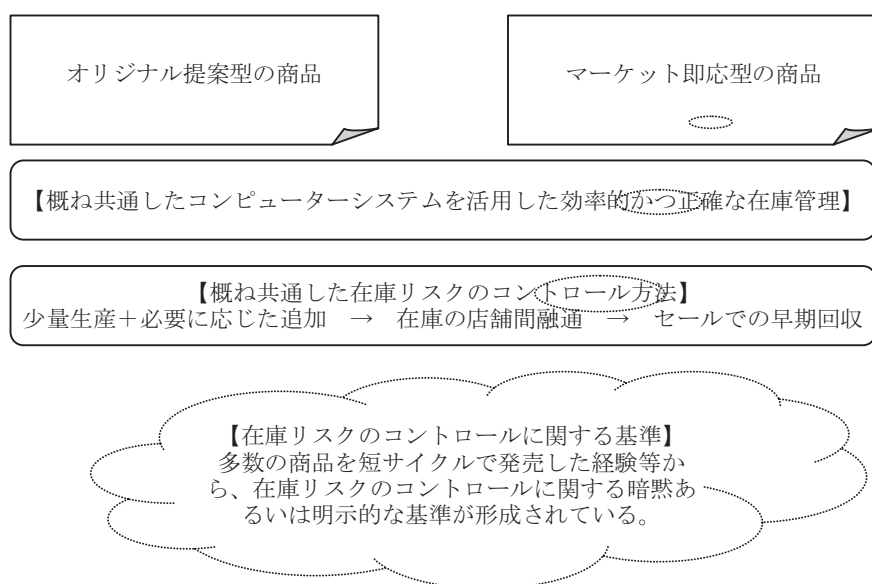 オリジナル提案型の商品
マーケット即応型の商品
【概ね共通したコンピューターシステムを活用した効率的かつ正確な在庫管理】
【概ね共通した在庫リスクのコントロール方法】
少量生産＋必要に応じた追加　→　在庫の店舗間融通　→　セールでの早期回収
【在庫リスクのコントロールに関する基準】
多数の商品を短サイクルで発売した経験等か
ら、在庫リスクのコントロールに関する暗黙あ
るいは明示的な基準が形成されている。